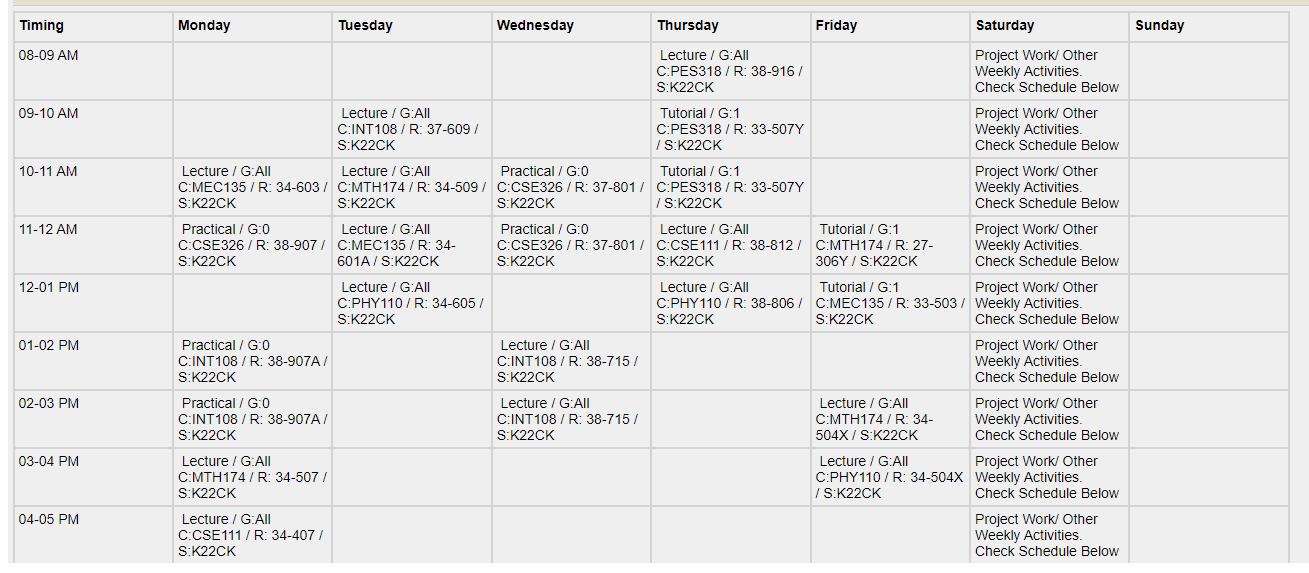 Timing Monday Tuesday Wednesday Thursday Friday Saturday Sunday
08-09 AM
Lecture / G:All
C:PES318 / R: 38-916 /
S:K22CK
Project Work/ Other
Weekly Activities.
Check Schedule Below
09-10 AM
Lecture / G:All
C:INT108 / R: 37-609 /
S:K22CK
Tutorial / G:1
C:PES318 / R: 33-507Y
/ S:K22CK
Project Work/ Other
Weekly Activities.
Check Schedule Below
10-11 AM
Lecture / G:All
C:MEC135 / R: 34-603 /
S:K22CK
Lecture / G:All
C:MTH174 / R: 34-509 /
S:K22CK
Practical / G:0
C:CSE326 / R: 37-801 /
S:K22CK
Tutorial / G:1
C:PES318 / R: 33-507Y
/ S:K22CK
Project Work/ Other
Weekly Activities.
Check Schedule Below
11-12 AM
Practical / G:0
C:CSE326 / R: 38-907 /
S:K22CK
Lecture / G:All
C:MEC135 / R: 34-
601A / S:K22CK
Practical / G:0
C:CSE326 / R: 37-801 /
S:K22CK
Lecture / G:All
C:CSE111 / R: 38-812 /
S:K22CK
Tutorial / G:1
C:MTH174 / R: 27-
306Y / S:K22CK
Project Work/ Other
Weekly Activities.
Check Schedule Below
12-01 PM
Lecture / G:All
C:PHY110 / R: 34-605 /
S:K22CK
Lecture / G:All
C:PHY110 / R: 38-806 /
S:K22CK
Tutorial / G:1
C:MEC135 / R: 33-503 /
S:K22CK
Project Work/ Other
Weekly Activities.
Check Schedule Below
01-02 PM
Practical / G:0
C:INT108 / R: 38-907A /
S:K22CK
Lecture / G:All
C:INT108 / R: 38-715 /
S:K22CK
Project Work/ Other
Weekly Activities.
Check Schedule Below
02-03 PM
Practical / G:0
C:INT108 / R: 38-907A /
S:K22CK
Lecture / G:All
C:INT108 / R: 38-715 /
S:K22CK
Lecture / G:All
C:MTH174 / R: 34-
504X / S:K22CK
Project Work/ Other
Weekly Activities.
Check Schedule Below
03-04 PM
Lecture / G:All
C:MTH174 / R: 34-507 /
S:K22CK
Lecture / G:All
C:PHY110 / R: 34-504X
/ S:K22CK
Project Work/ Other
Weekly Activities.
Check Schedule Below
04-05 PM
Lecture / G:All
C:CSE111 / R: 34-407 /
S:K22CK
Project Work/ Other
Weekly Activities.
Check Schedule Below